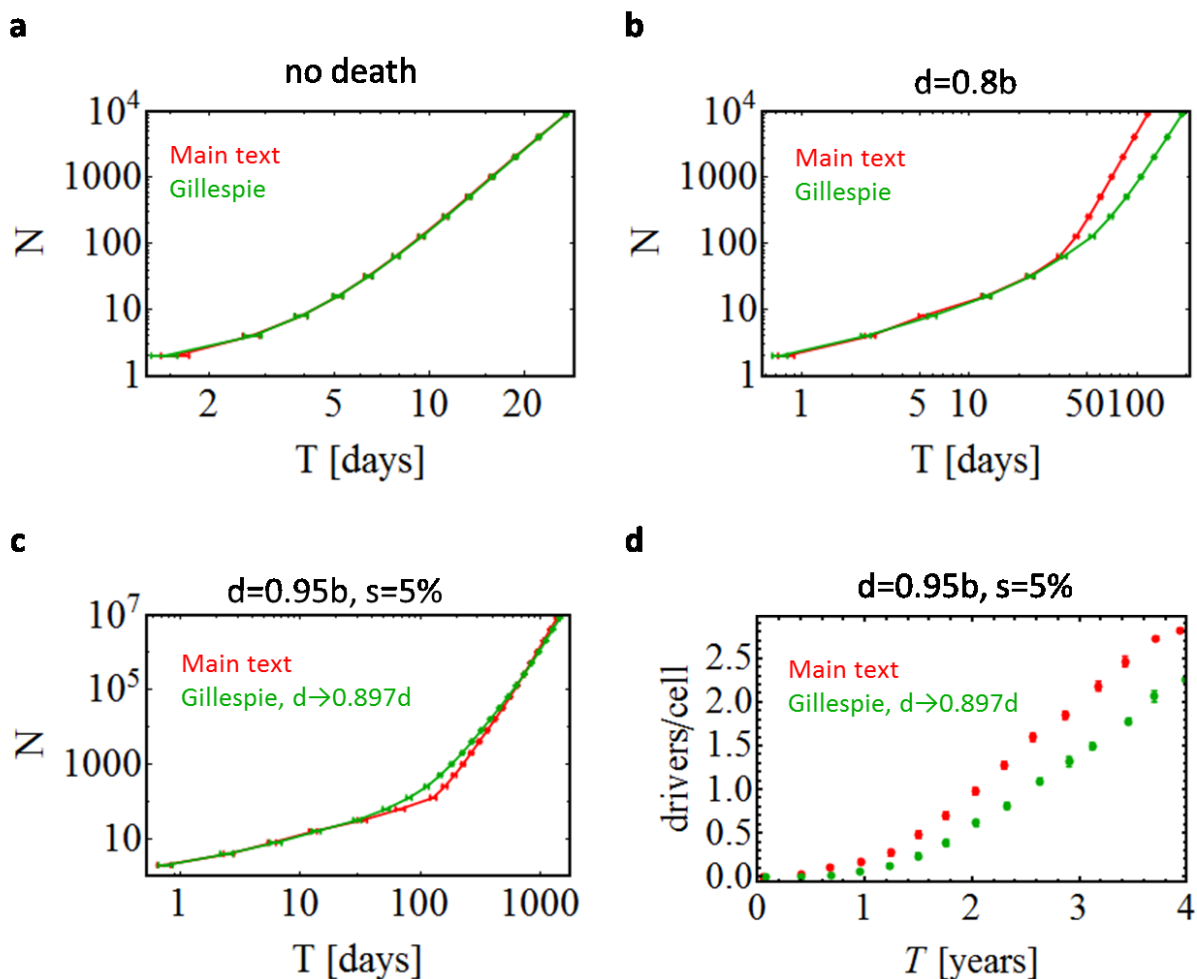 a
no death
10^4
1000
100
10
1
N
Main text
Gillespie
2
5
10
20
T [days]
b
d=0.8b
10^4
1000
100
10
1
N
Main text
Gillespie
1
5
10
50
100
T [days]
c
d=0.95b, s=5%
10^7
10^5
1000
10
N
Main text
Gillespie, d→0.897d
1
10
100
1000
T [days]
d
d=0.95b, s=5%
2.5
2.0
1.5
1.0
0.5
0.0
drivers/cell
Main text
Gillespie, d→0.897d
0
1
2
3
4
T [years]